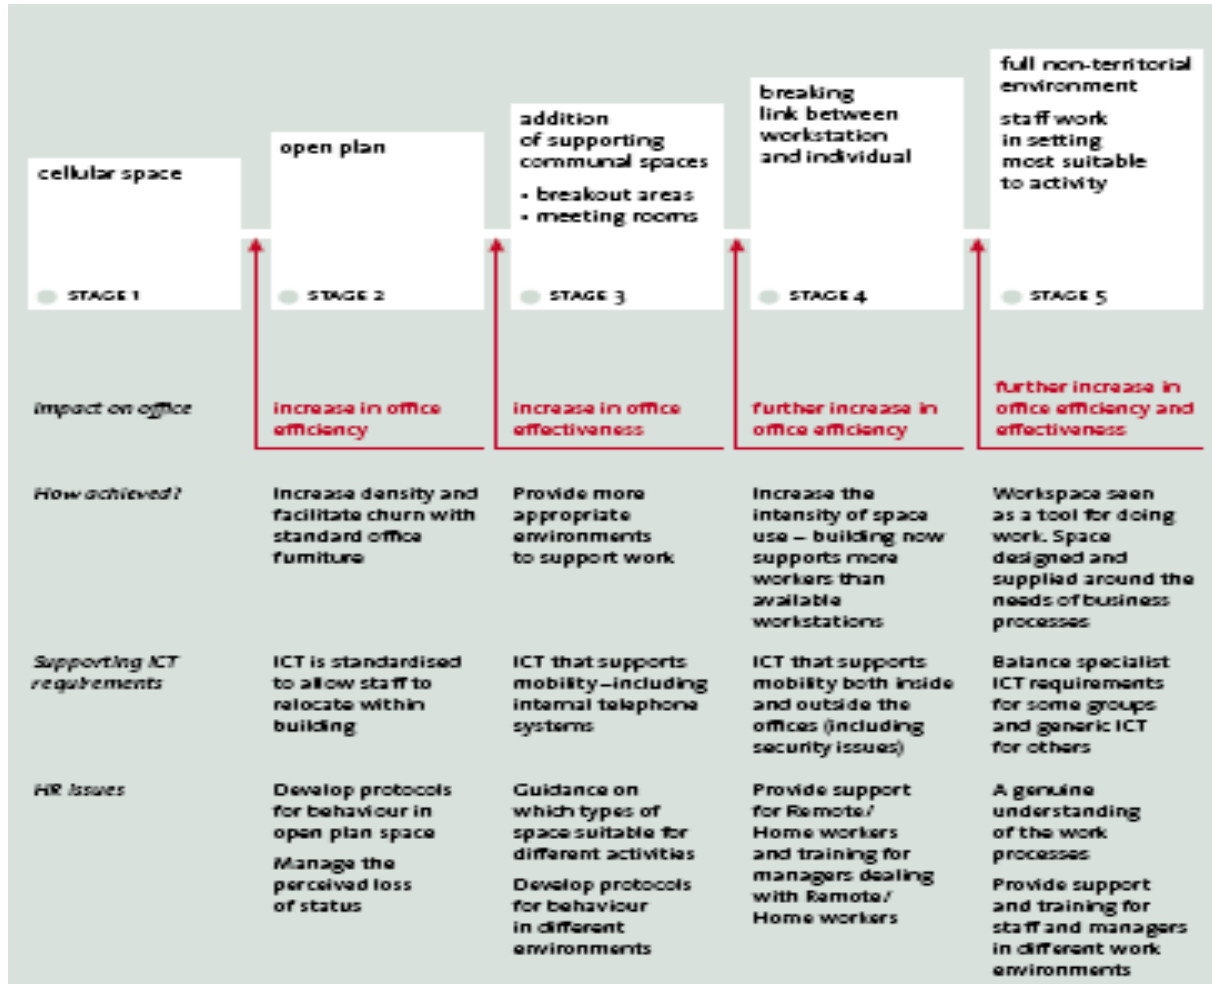 cellular space
STAGE 1
open plan
STAGE 2
addition
of supporting
communal spaces
• breakout areas
• meeting rooms
STAGE 3
breaking
link between
workstation
and individual
STAGE 4
full non-territorial
environment
staff work
in setting
most suitable
to activity
STAGE 5
Impact on office
increase in office
efficiency
increase in office
effectiveness
further increase in
office efficiency
further increase in
office efficiency and
effectiveness
How achieved?
Increase density and
facilitate churn with
standard office
furniture
Provide more
appropriate
environments
to support work
Increase the
intensity of space
use – building now
supports more
workers than
available
workstations
Workspace seen
as a tool for doing
work. Space
designed and
supplied around the
needs of business
processes
Supporting ICT
requirements
ICT is standardised
to allow staff to
relocate within
building
ICT that supports
mobility – including
internal telephone
systems
ICT that supports
mobility both inside
and outside the
offices (including
security issues)
Balance specialist
ICT requirements
for some groups
and generic ICT
for others
HR issues
Develop protocols
for behaviour in
open plan space
Manage the
perceived loss
of status
Guidance on
which types of
space suitable for
different activities
Develop protocols
for behaviour
in different
environments
Provide support
for Remote/
Home workers
and training for
managers dealing
with Remote/
Home workers
A genuine
understanding
of the work
processes
Provide support
and training for
staff and managers
in different work
environments